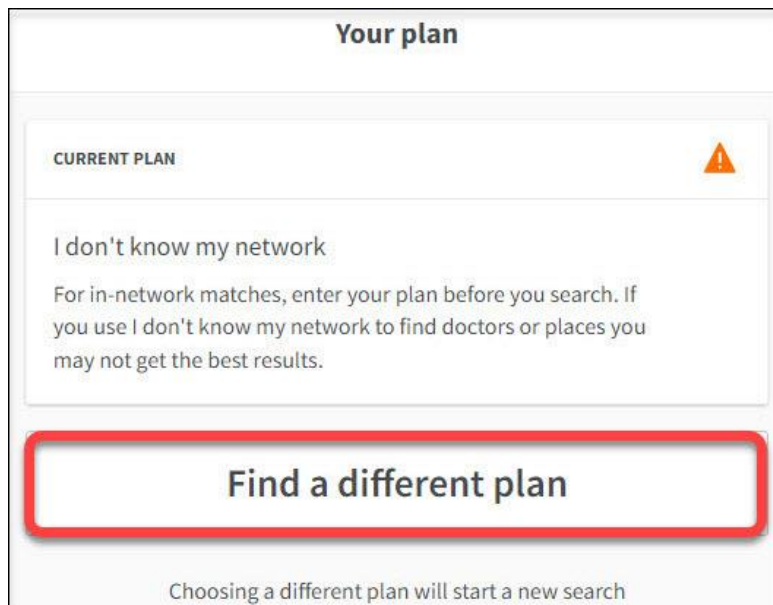 Your plan
CURRENT PLAN
I don't know my network
For in-network matches, enter your plan before you search. If
you use I don't know my network to find doctors or places you
may not get the best results.
Find a different plan
Choosing a different plan will start a new search